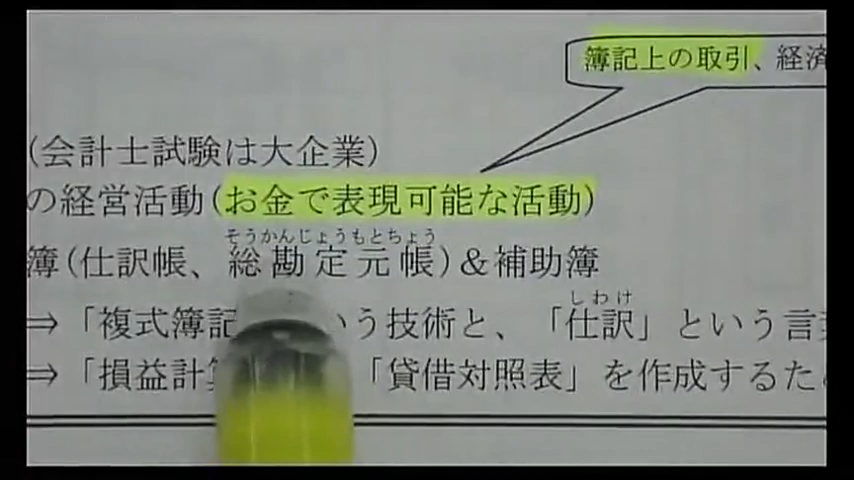 簿記上の取引、経済
(会計士試験は大企業)
の経営活動(お金で表現可能な活動)
そうかんじょうもとちょう
簿(仕訳帳、総勘定元帳)&補助簿
しわけ
⇒「複式簿記いう技術と、「仕訳」という言
⇒「損益計「貸借対照表」を作成するた